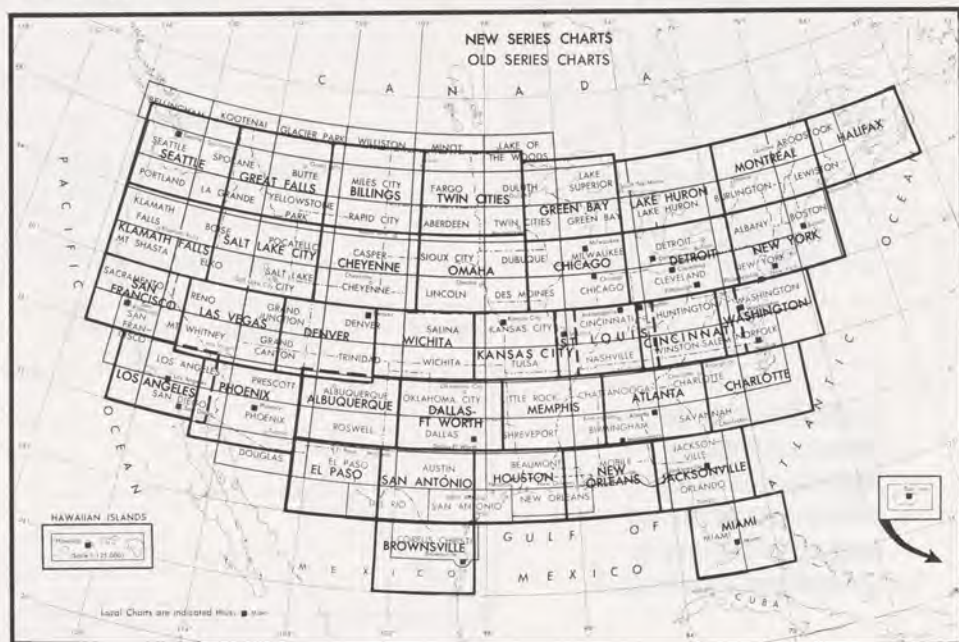 NEW SERIES CHARTS
OLD SERIES CHARTS
C A N A D A
BELLINGHAM
KOOTENAI
GLACIER PARK
WILLISTON
MINOT
LAKE OF THE WOODS
AROOSTOOK
HALIFAX
MONTREAL
LEWISTON
BURLINGTON
SEATTLE
SEATTLE
SPOKANE
PORTLAND
LA GRANDE
BUTTE
GREAT FALLS
YELLOWSTONE PARK
MILES CITY
BILLINGS
RAPID CITY
FARGO
DULUTH
TWIN CITIES
ABERDEEN
TWIN CITIES
LAKE SUPERIOR
GREEN BAY
GREEN BAY
LAKE HURON
LAKE HURON
KLAMATH FALLS
KLAMATH FALLS
MT SHASTA
BOISE
SALT LAKE CITY
POCATELLO
ELKO
SALT LAKE CITY
CASPER
CHEYENNE
CHEYENNE
SIOUX CITY
DUBUQUE
OMAHA
LINCOLN
DES MOINES
MILWAUKEE
CHICAGO
CHICAGO
DETROIT
DETROIT
CLEVELAND
ALBANY
BOSTON
NEW YORK
NEW YORK
SACRAMENTO
SAN FRANCISCO
SAN FRANCISCO
RENO
LAS VEGAS
MT WHITNEY
GRAND JUNCTION
DENVER
GRAND CANTON
DENVER
TRINIDAD
SALINA
WICHITA
WICHITA
KANSAS CITY
KANSAS CITY
TULSA
CINCINNATI
ST LOUIS
NASHVILLE
HUNTINGTON
CINCINNATI
WINSTON-SALEM
WASHINGTON
WASHINGTON
NORFOLK
LOS ANGELES
LOS ANGELES
SAN DIEGO
PRESCOTT
PHOENIX
PHOENIX
DOUGLAS
ALBUQUERQUE
ALBUQUERQUE
ROSWELL
OKLAHOMA CITY
DALLAS-FT WORTH
DALLAS
LITTLE ROCK
MEMPHIS
SHREVEPORT
CHATTANOOGA
CHARLOTTE
ATLANTA
BIRMINGHAM
SAVANNAH
CHARLOTTE
EL PASO
EL PASO
DEL RIO
AUSTIN
SAN ANTONIO
SAN ANTONIO
BEAUMONT
HOUSTON
NEW ORLEANS
MOBILE
NEW ORLEANS
JACKSONVILLE
JACKSONVILLE
ORLANDO
CORPUS CHRISTI
BROWNSVILLE
MIAMI
MIAMI
P A C I F I C
O C E A N
A T L A N T I C
O C E A N
GULF OF
MEXICO
M E X I C O
CUBA
HAWAIIAN ISLANDS
Local Charts are indicated thus: